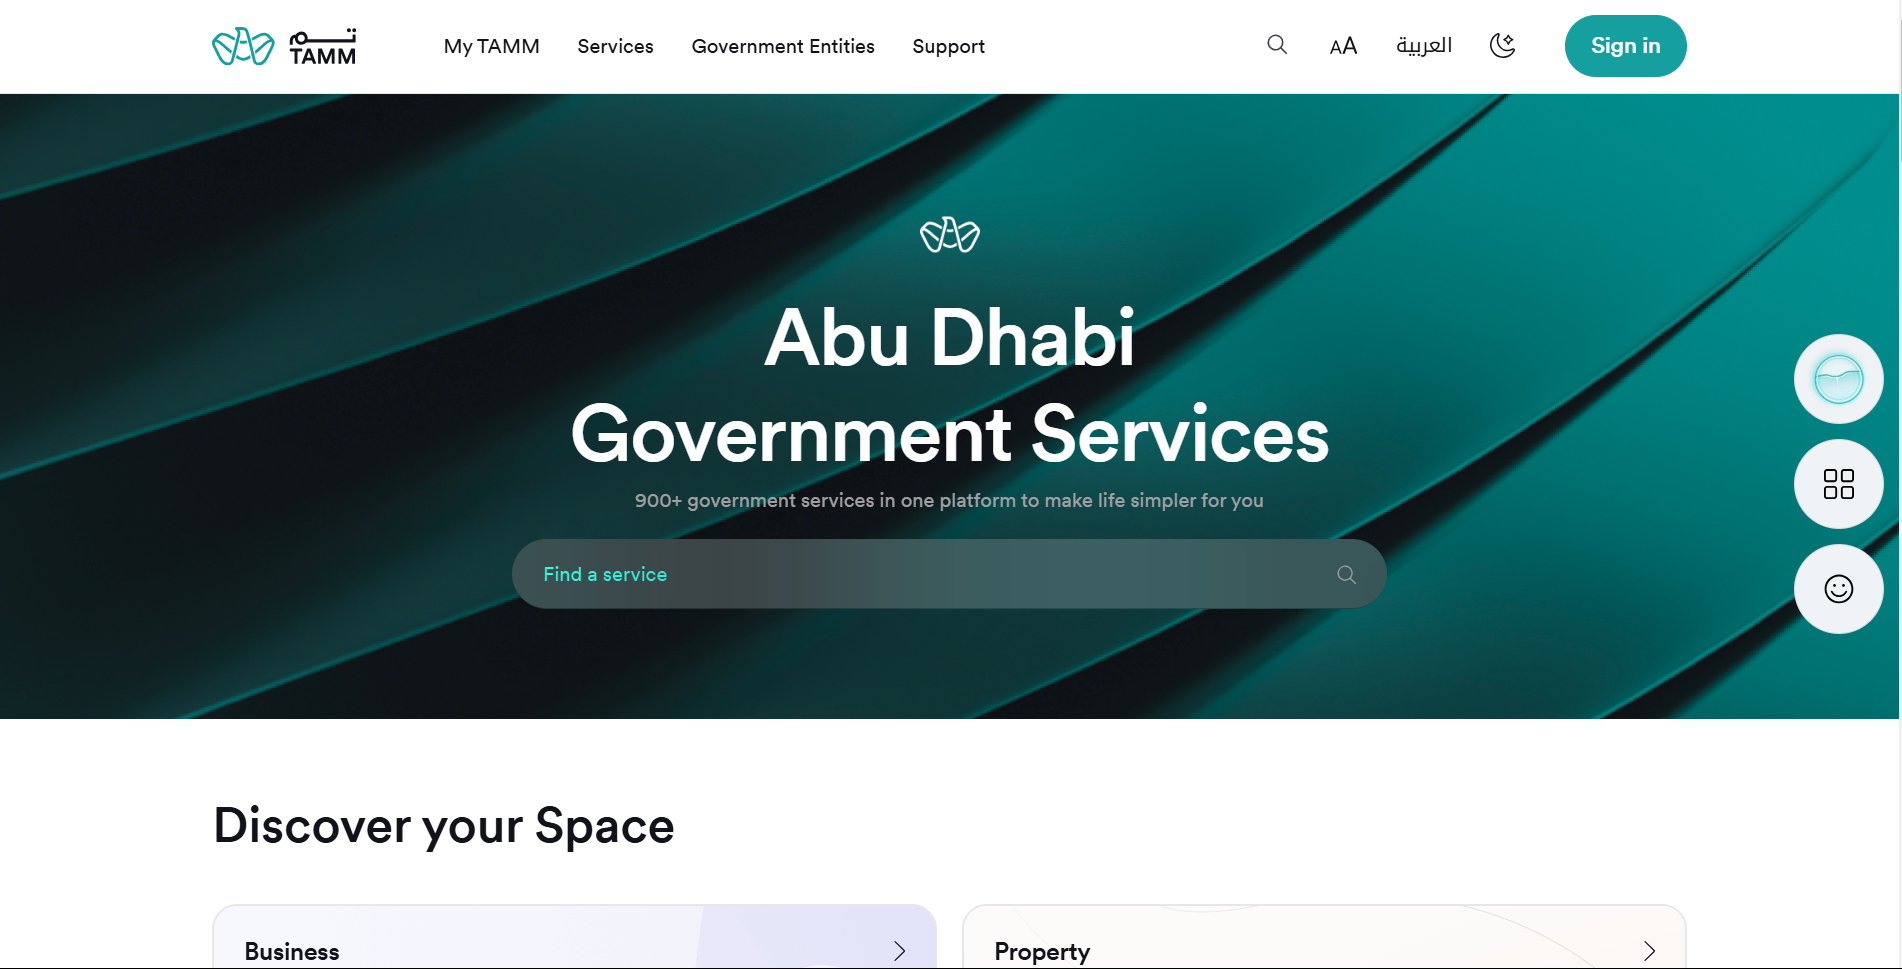 تـــم
TAMM
My TAMM
Services
Government Entities
Support
AA
العربية
Sign in
Abu Dhabi
Government Services
900+ government services in one platform to make life simpler for you
Find a service
Discover your Space
Business
Property